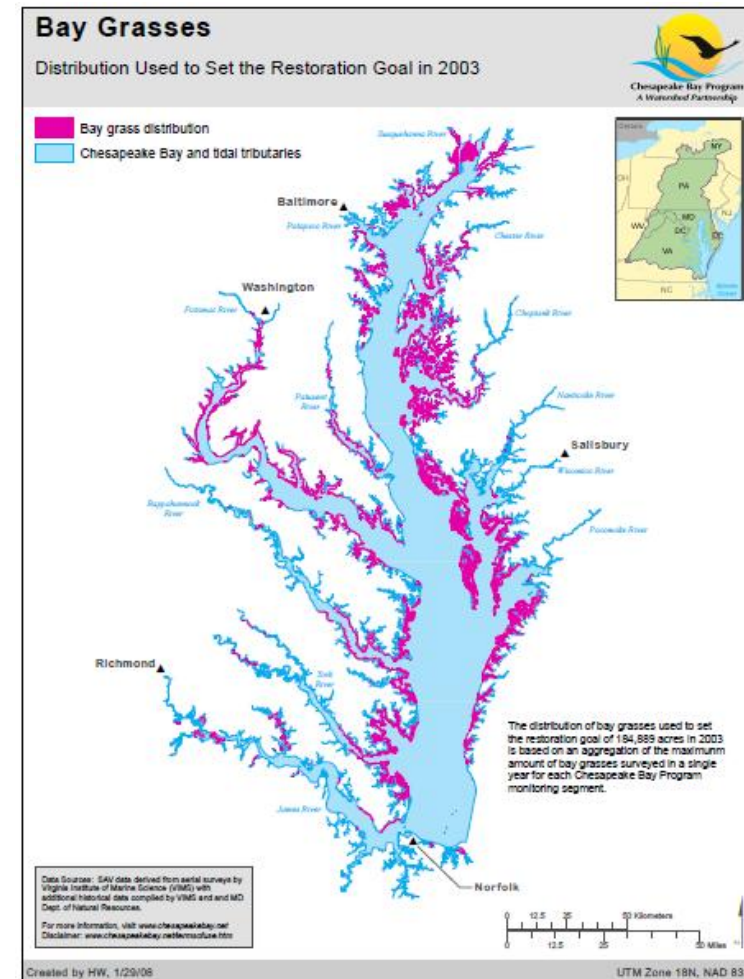 Bay Grasses
Distribution Used to Set the Restoration Goal in 2003
Chesapeake Bay Program
A Watershed Partnership
Bay grass distribution
Chesapeake Bay and tidal tributaries
Susquehanna River
Baltimore
Patapsco River
Chester River
NY
OH
PA
NJ
WV
MD
DC
DE
VA
NC
Washington
Potomac River
Choptank River
Patuxent River
Nanticoke River
Salisbury
Wicomico River
Rappahannock River
Pocomoke River
Richmond
York River
The distribution of bay grasses used to set
the restoration goal of 184,889 acres in 2003
is based on an aggregation of the maximunm
amount of bay grasses surveyed in a single
year for each Chesapeake Bay Program
monitoring segment.
James River
Norfolk
Data Sources: SAV data derived from aerial surveys by
Virginia Institute of Marine Science (VIMS) with
additional historical data compiled by VIMS and and MD
Dept. of Natural Resources.
For more information, visit www.chesapeakebay.net
Disclaimer: www.chesapeakebay.net/termsofuse.htm
0 12.5 25 50 Kilometers
0 12.5 25 50 Miles
Created by HW, 1/29/08
UTM Zone 18N, NAD 83